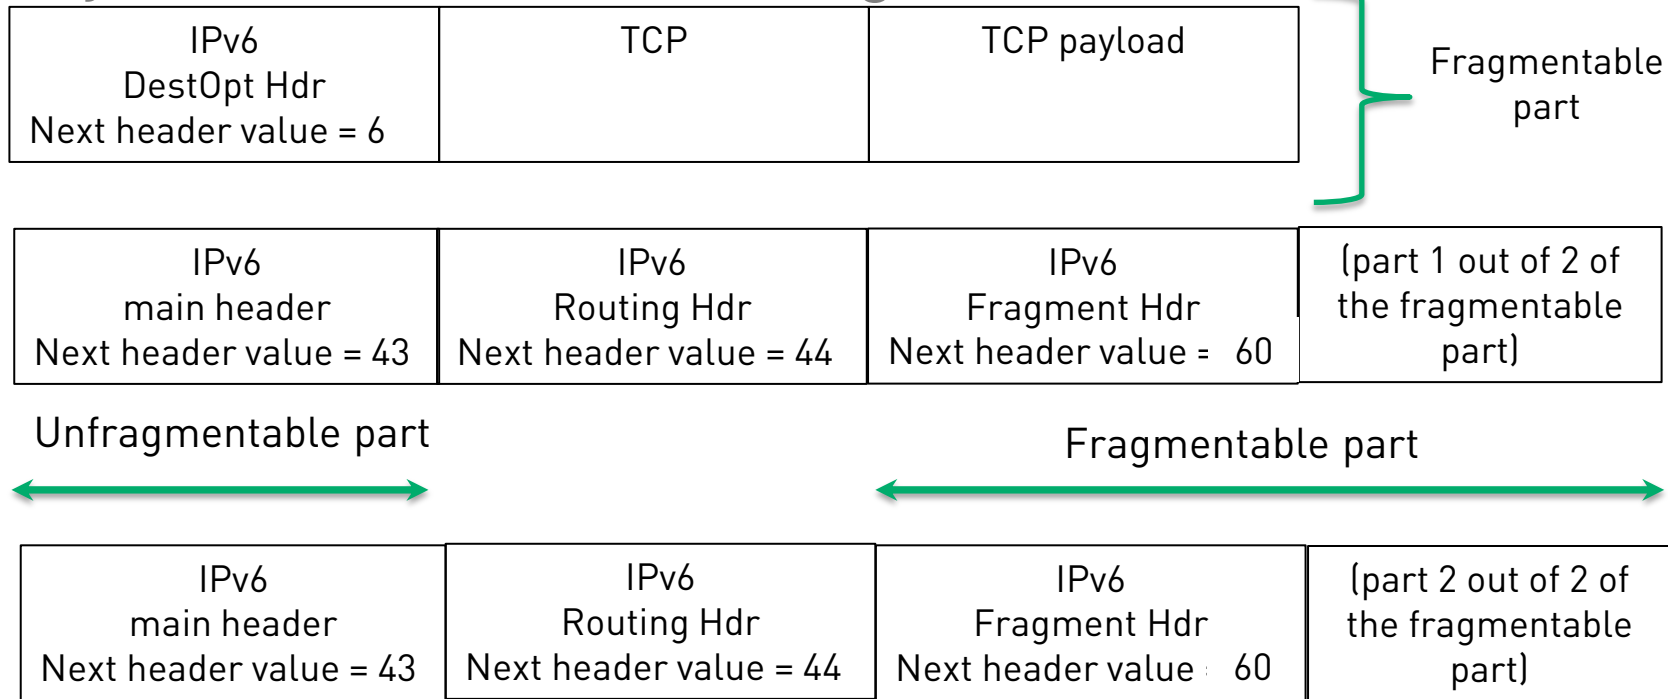 IPv6
DestOpt Hdr
Next header value = 6
TCP
TCP payload
Fragmentable
part
IPv6
main header
Next header value = 43
IPv6
Routing Hdr
Next header value = 44
IPv6
Fragment Hdr
Next header value = 60
(part 1 out of 2 of
the fragmentable
part)
Unfragmentable part
Fragmentable part
IPv6
main header
Next header value = 43
IPv6
Routing Hdr
Next header value = 44
IPv6
Fragment Hdr
Next header value : 60
(part 2 out of 2 of
the fragmentable
part)